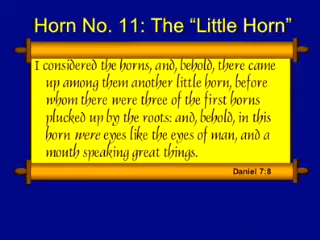 Horn No. 11: The “Little Horn”
I considered the horns, and, behold, there came
up among them another little horn, before
whom there were three of the first horns
plucked up by the roots: and, behold, in this
horn were eyes like the eyes of man, and a
mouth speaking great things.
Daniel 7:8